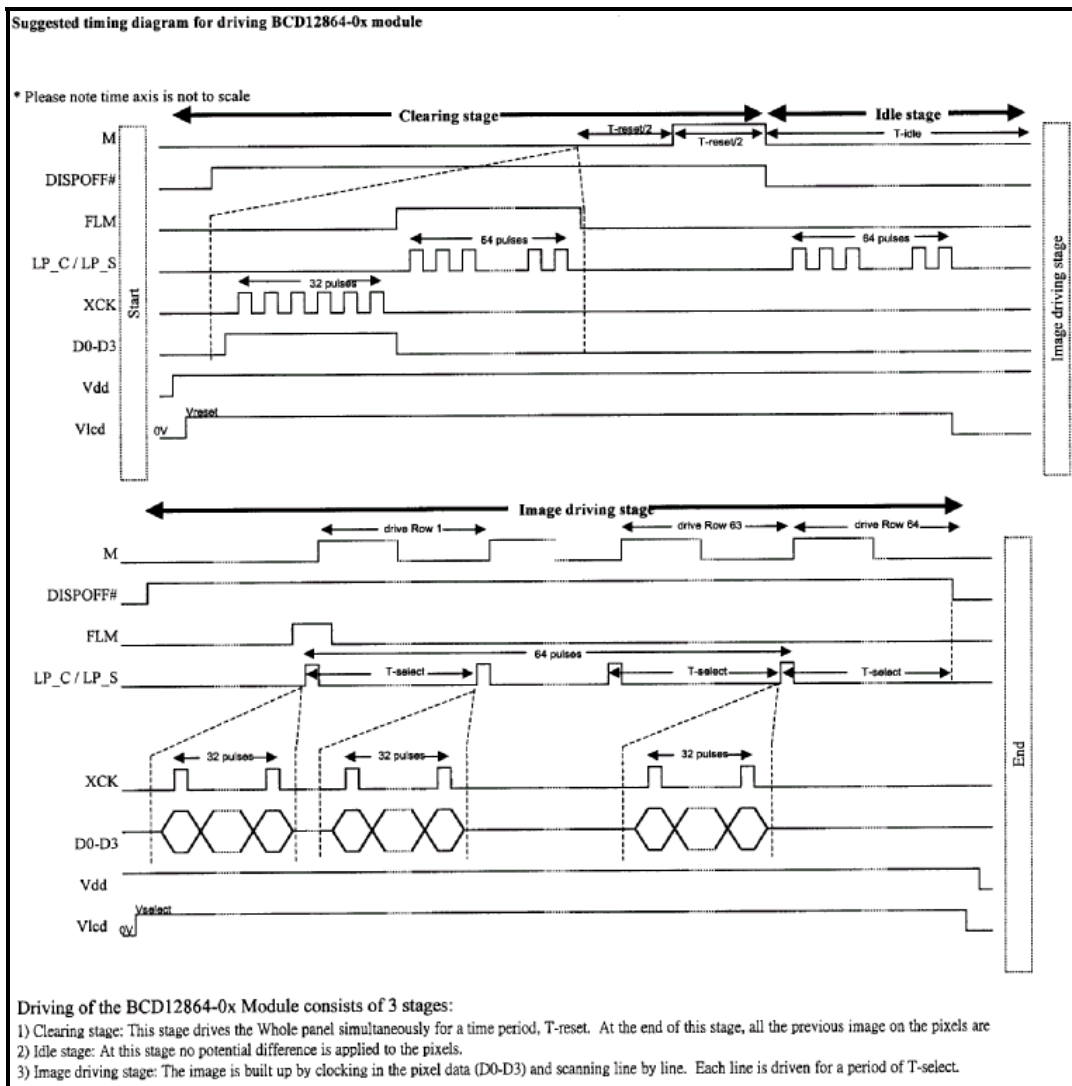 Suggested timing diagram for driving BCD12864-0x module
* Please note time axis is not to scale
Clearing stage
Idle stage
M
T-reset/2
T-reset/2
T-idle
DISPOFF#
FLM
64 pulses
64 pulses
LP_C / LP_S
32 pulses
XCK
Start
Image driving stage
D0-D3
Vdd
Vreset
Vlcd
0V
Image driving stage
drive Row 1
drive Row 63
drive Row 64
M
DISPOFF#
FLM
64 pulses
LP_C / LP_S
T-select
T-select
T-select
32 pulses
32 pulses
32 pulses
XCK
End
D0-D3
Vdd
Vselect
Vlcd
0V
Driving of the BCD12864-0x Module consists of 3 stages:
1) Clearing stage: This stage drives the Whole panel simultaneously for a time period, T-reset. At the end of this stage, all the previous image on the pixels are
2) Idle stage: At this stage no potential difference is applied to the pixels.
3) Image driving stage: The image is built up by clocking in the pixel data (D0-D3) and scanning line by line. Each line is driven for a period of T-select.